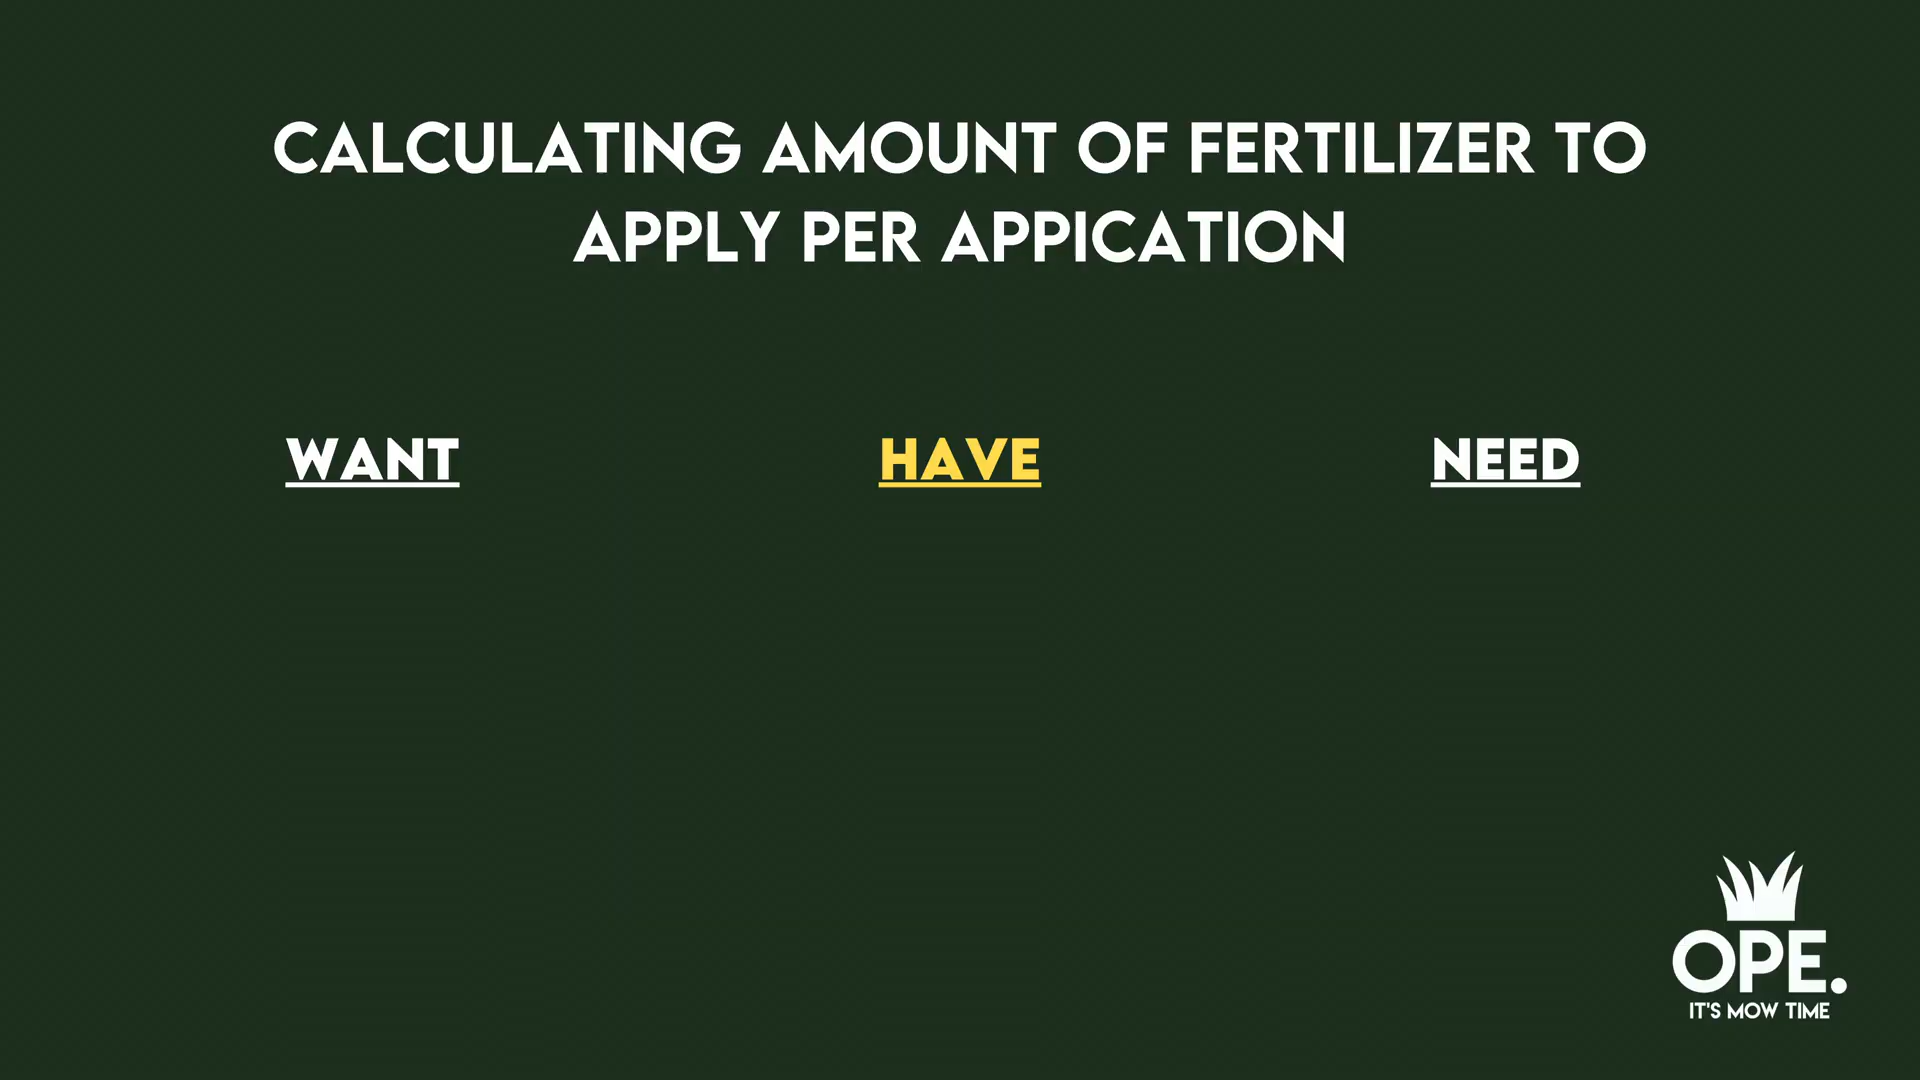 CALCULATING AMOUNT OF FERTILIZER TO
APPLY PER APPICATION
WANT
HAVE
NEED
OPE.
IT'S MOW TIME